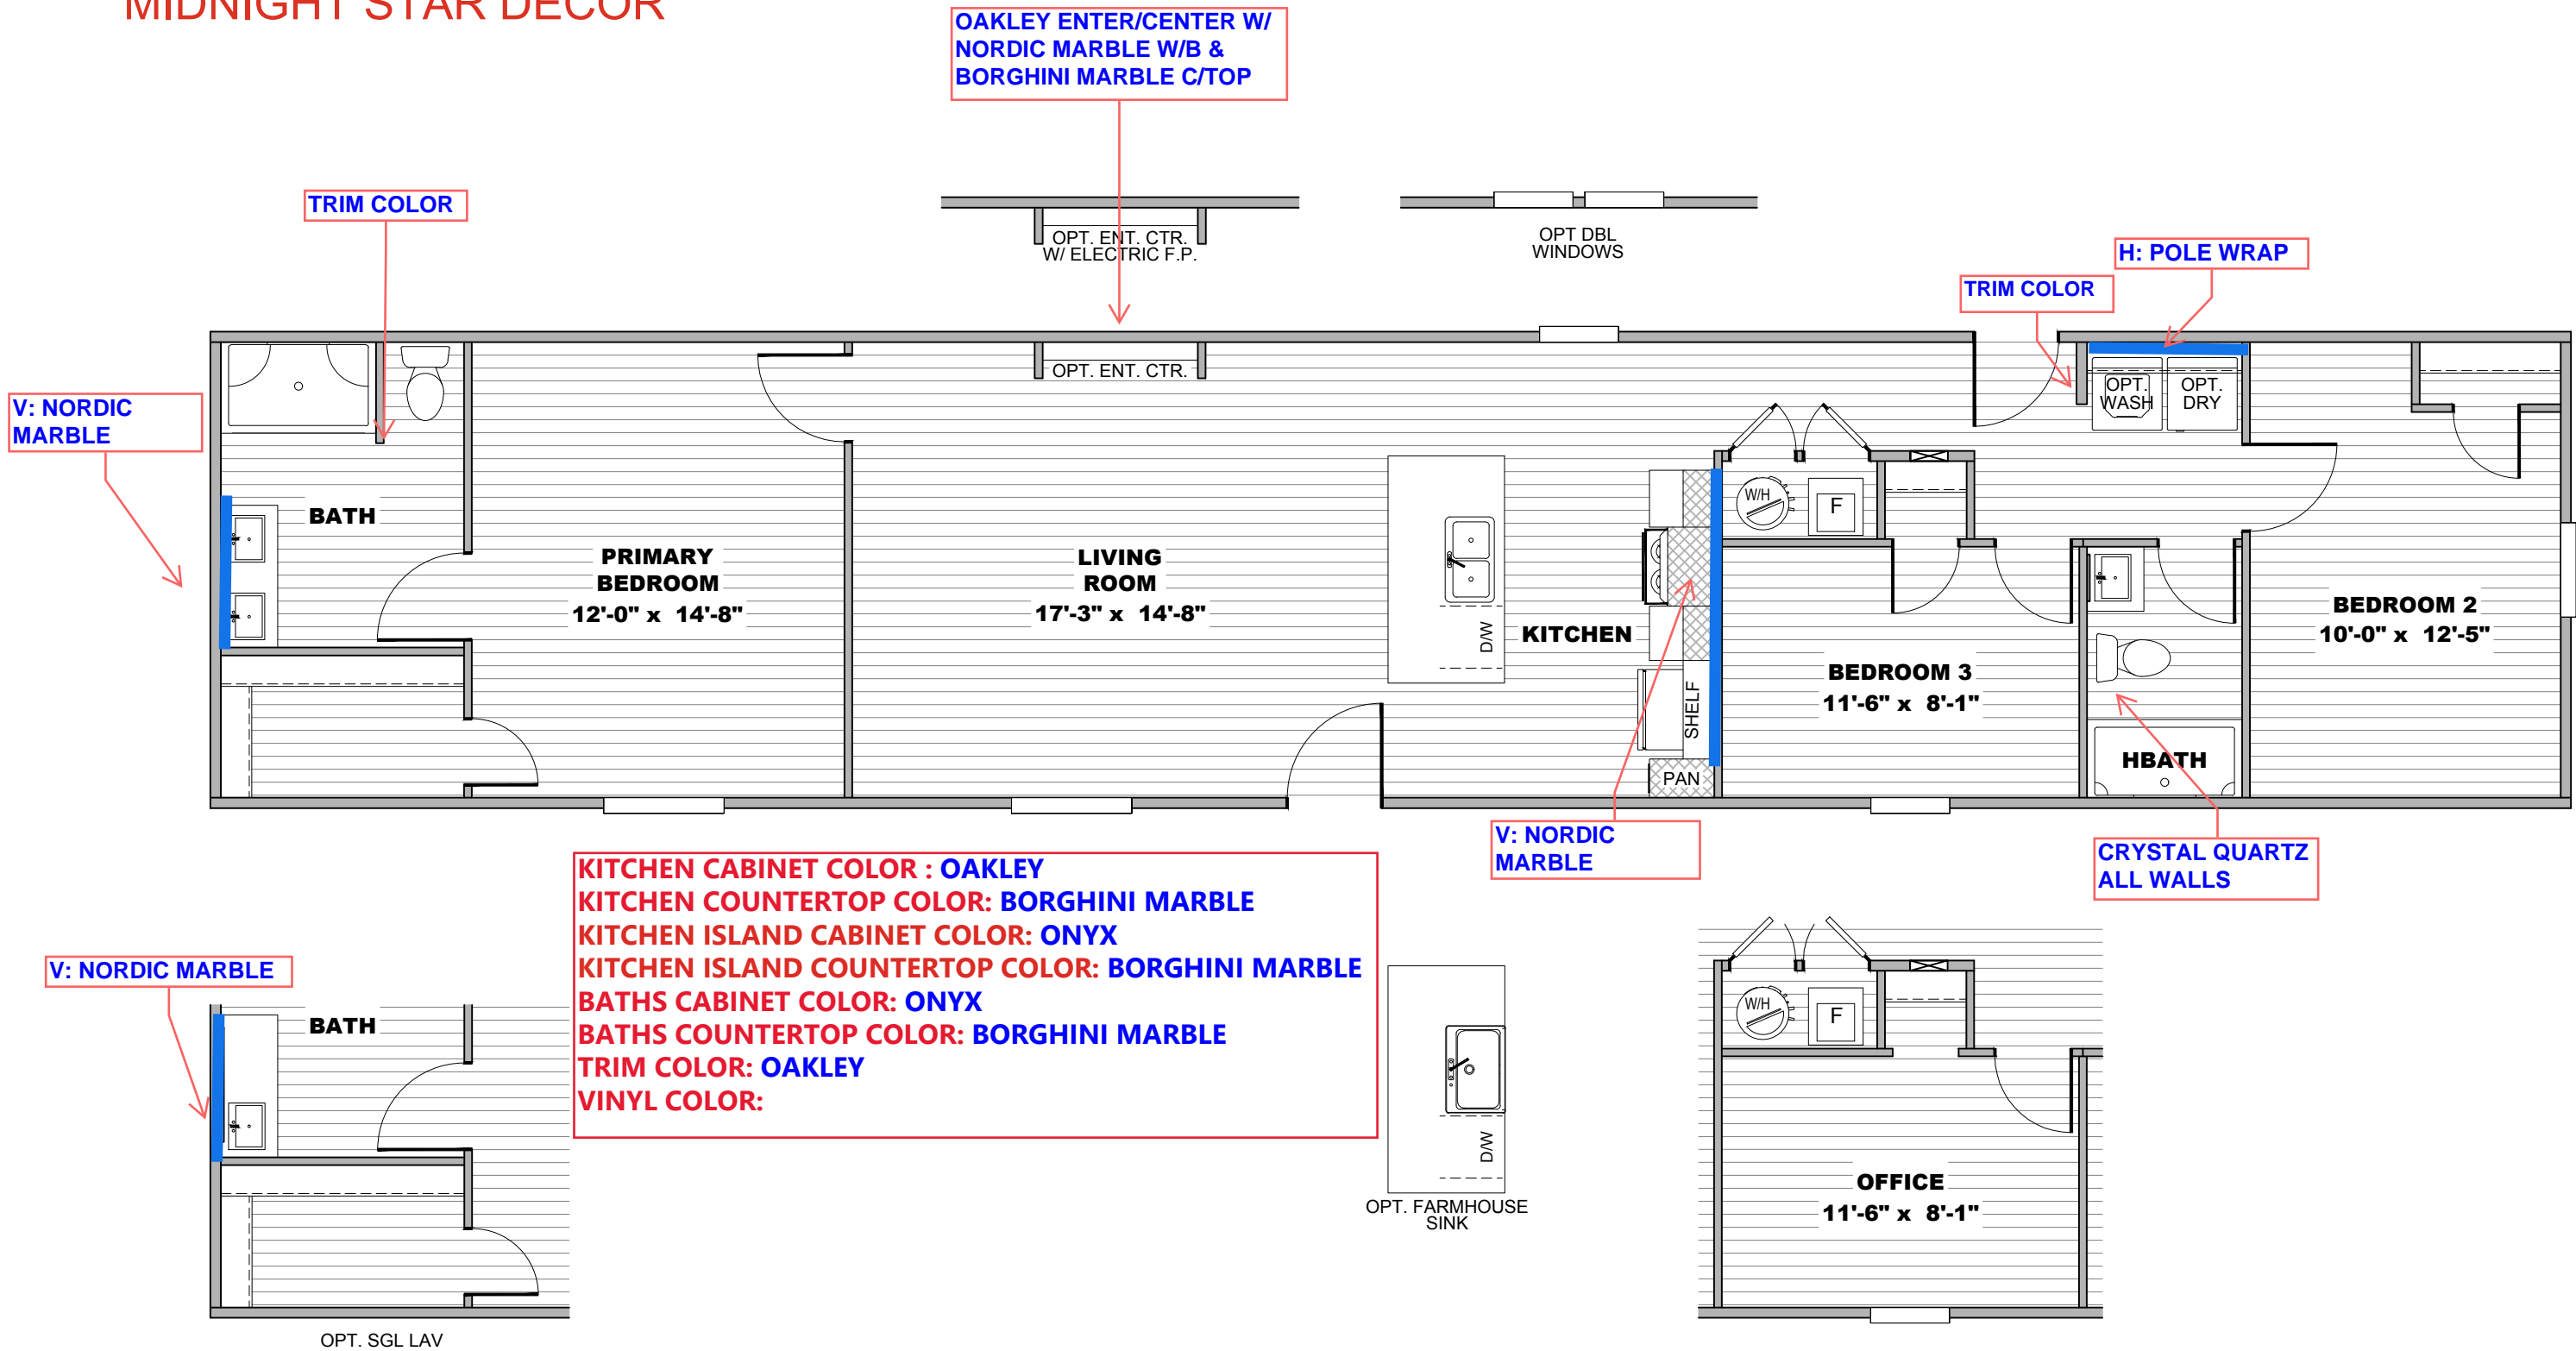 MIDNIGHT STAR DECOR
OAKLEY ENTER/CENTER W/
NORDIC MARBLE W/B &
BORGHINI MARBLE C/TOP
TRIM COLOR
OPT. ENT. CTR.
W/ ELECTRIC F.P.
OPT DBL
WINDOWS
H: POLE WRAP
TRIM COLOR
V: NORDIC
MARBLE
OPT. ENT. CTR.
OPT.
WASH
OPT.
DRY
BATH
W/H
F
PRIMARY
BEDROOM
12'-0" x 14'-8"
LIVING
ROOM
17'-3" x 14'-8"
D/W
KITCHEN
SHELF
PAN
BEDROOM 3
11'-6" x 8'-1"
HBATH
BEDROOM 2
10'-0" x 12'-5"
V: NORDIC
MARBLE
CRYSTAL QUARTZ
ALL WALLS
KITCHEN CABINET COLOR : OAKLEY
KITCHEN COUNTERTOP COLOR: BORGHINI MARBLE
KITCHEN ISLAND CABINET COLOR: ONYX
KITCHEN ISLAND COUNTERTOP COLOR: BORGHINI MARBLE
BATHS CABINET COLOR: ONYX
BATHS COUNTERTOP COLOR: BORGHINI MARBLE
TRIM COLOR: OAKLEY
VINYL COLOR:
V: NORDIC MARBLE
BATH
OPT. SGL LAV
D/W
OPT. FARMHOUSE
SINK
W/H
F
OFFICE
11'-6" x 8'-1"